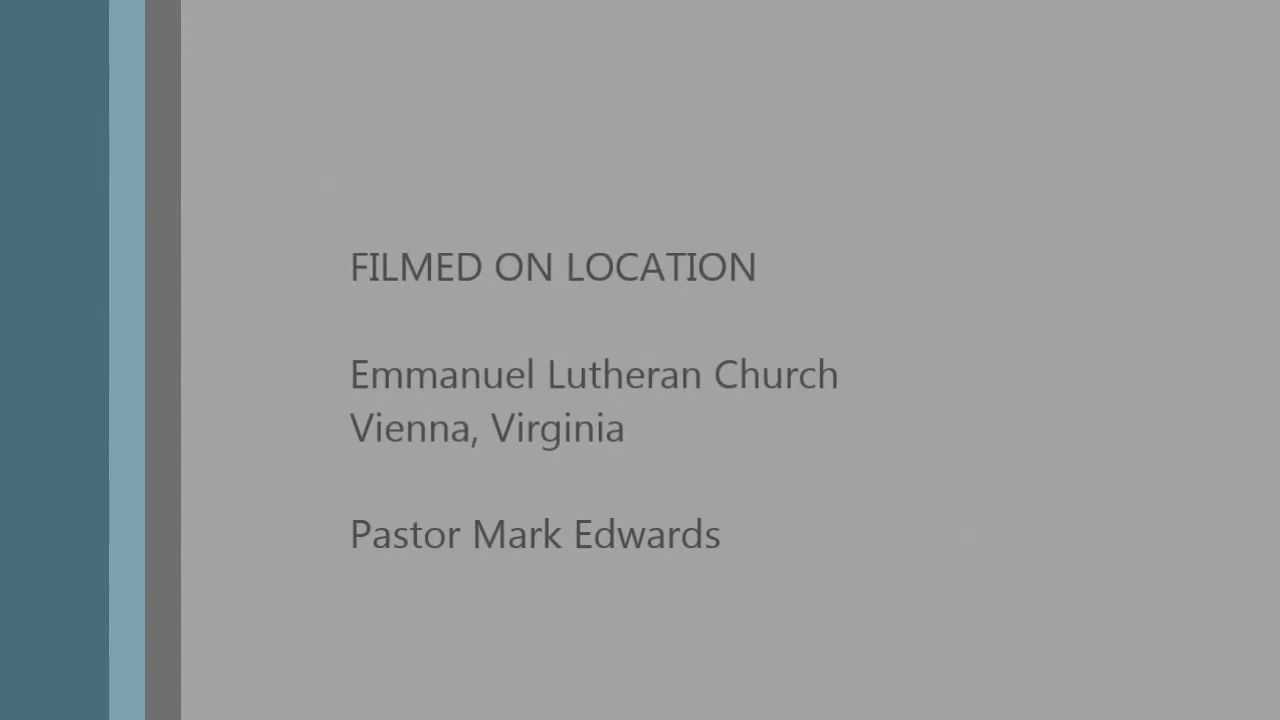 FILMED ON LOCATION
Emmanuel Lutheran Church
Vienna, Virginia
Pastor Mark Edwards